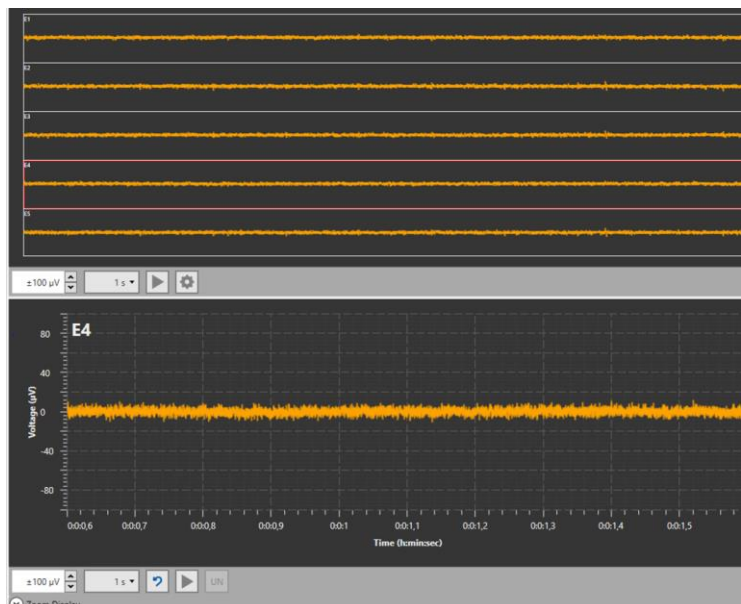 E1
E2
E3
E4
E5
±100 µV 1 s
E4
80
40
0
-40
-80
Voltage (µV)
0:0:0,6 0:0:0,7 0:0:0,8 0:0:0,9 0:0:1 0:0:1,1 0:0:1,2 0:0:1,3 0:0:1,4 0:0:1,5
Time (h:min:sec)
±100 µV 1 s UN
Zoom Display